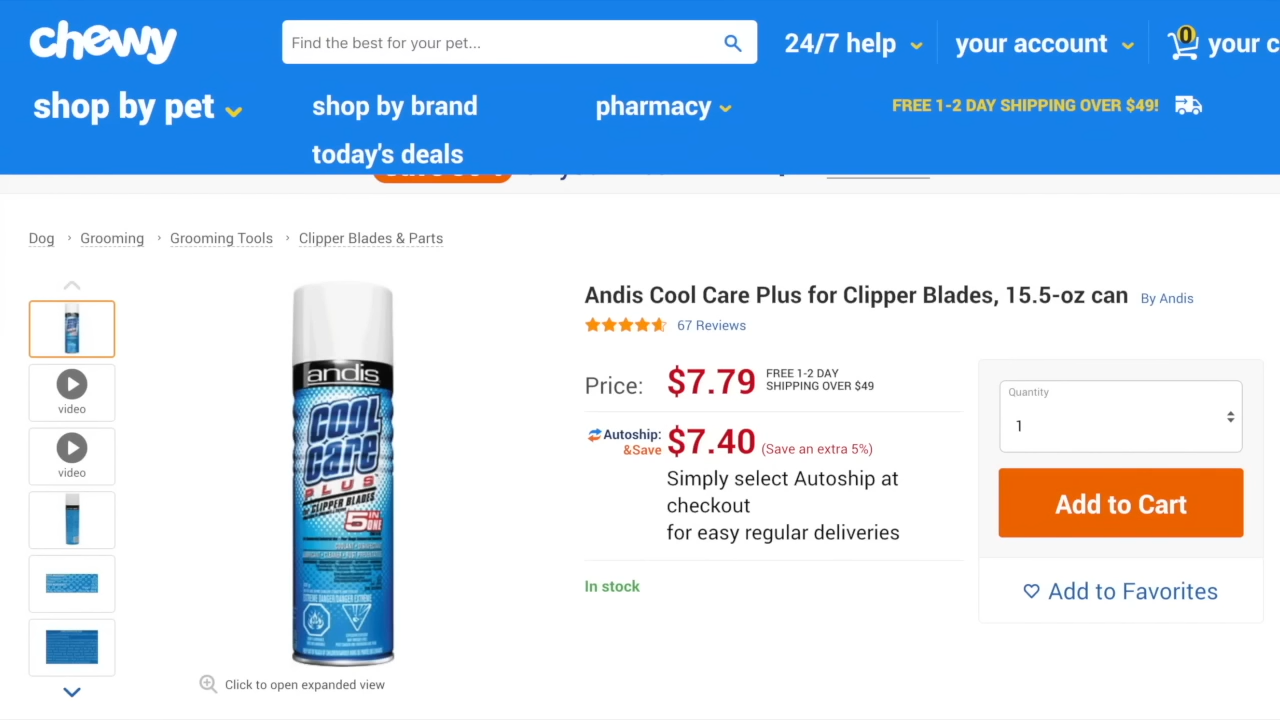 chewy
Find the best for your pet...
24/7 help
your account
0
your c
shop by pet
shop by brand
pharmacy
FREE 1-2 DAY SHIPPING OVER $49!
today's deals
Dog
Grooming
Grooming Tools
Clipper Blades & Parts
Andis Cool Care Plus for Clipper Blades, 15.5-oz can
By Andis
67 Reviews
video
video
andis
COOL
CARE
PLUS
for CLIPPER BLADES
5 IN ONE
Price:
$7.79
FREE 1-2 DAY
SHIPPING OVER $49
Autoship:
&Save
$7.40
(Save an extra 5%)
Simply select Autoship at
checkout
for easy regular deliveries
In stock
Quantity
1
Add to Cart
Add to Favorites
Click to open expanded view